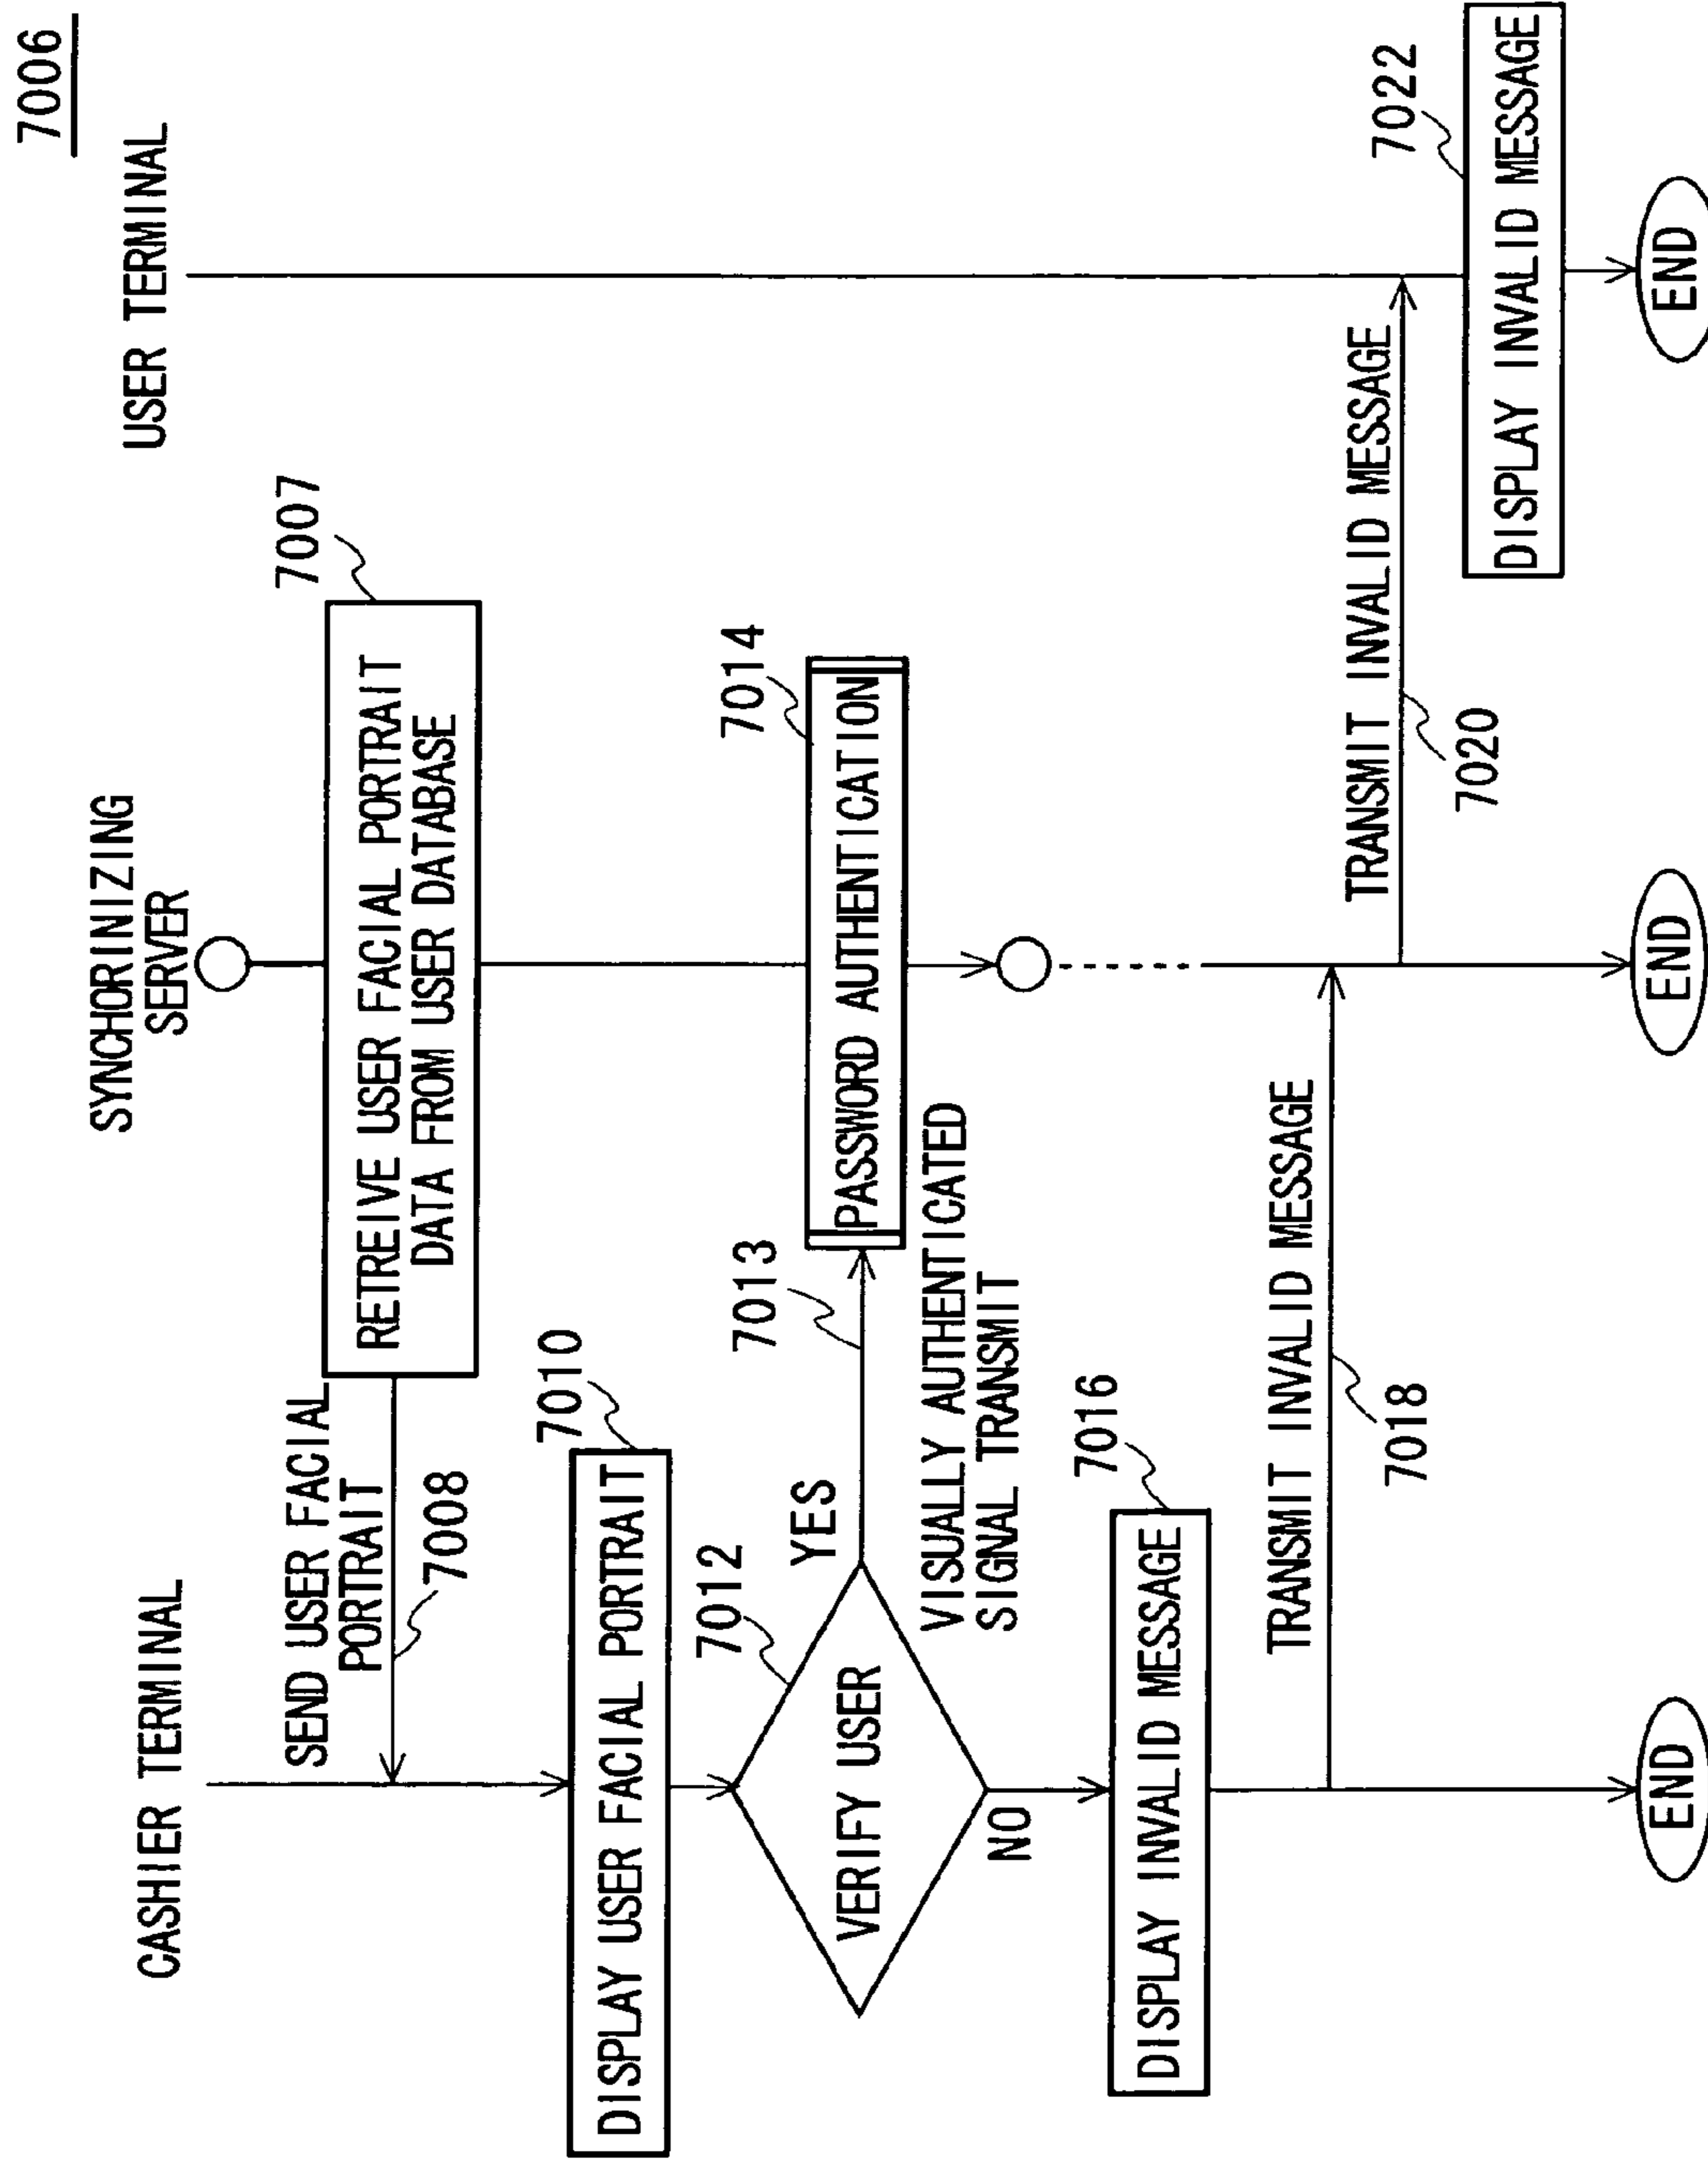 7006
CASHIER TERMINAL
SYNCHORINIZING
SERVER
USER TERMINAL
SEND USER FACIAL
PORTRAIT
7008
RETREIVE USER FACIAL PORTRAIT
DATA FROM USER DATABASE
7007
DISPLAY USER FACIAL PORTRAIT
7010
VERIFY USER
7012
YES
7013
VISUALLY AUTHENTICATED
SIGNAL TRANSMIT
PASSWORD AUTHENTICATION
7014
NO
DISPLAY INVALID MESSAGE
7016
TRANSMIT INVALID MESSAGE
7018
TRANSMIT INVALID MESSAGE
7020
DISPLAY INVALID MESSAGE
7022
END
END
END